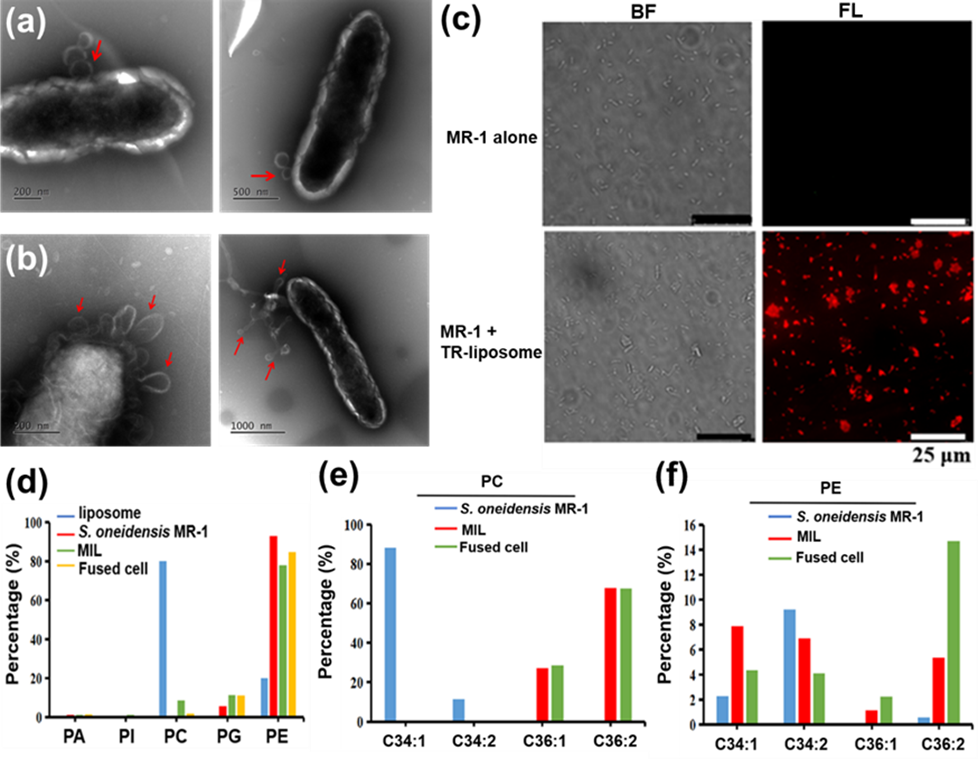 (a)
200 nm
500 nm
(b)
200 nm
1000 nm
(c)
BF
FL
MR-1 alone
MR-1 +
TR-liposome
25 μm
(d)
Percentage (%)
100
80
60
40
20
0
liposome
S. oneidensis MR-1
MIL
Fused cell
PA
PI
PC
PG
PE
(e)
PC
Percentage (%)
100
80
60
40
20
0
S. oneidensis MR-1
MIL
Fused cell
C34:1
C34:2
C36:1
C36:2
(f)
PE
Percentage (%)
16
14
12
10
8
6
4
2
0
S. oneidensis MR-1
MIL
Fused cell
C34:1
C34:2
C36:1
C36:2